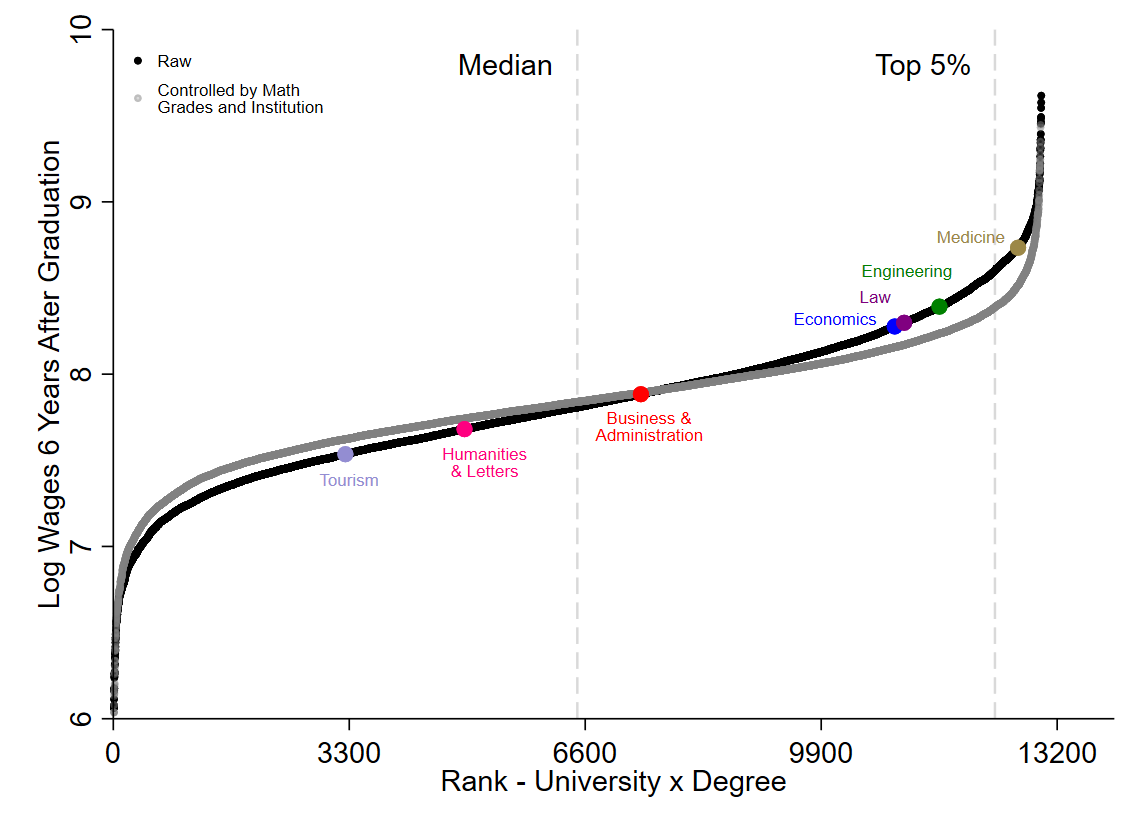 10
9
8
7
6
Log Wages 6 Years After Graduation
Raw
Controlled by Math
Grades and Institution
Median
Top 5%
Medicine
Engineering
Law
Economics
Business &
Administration
Humanities
& Letters
Tourism
0
3300
6600
9900
13200
Rank - University x Degree